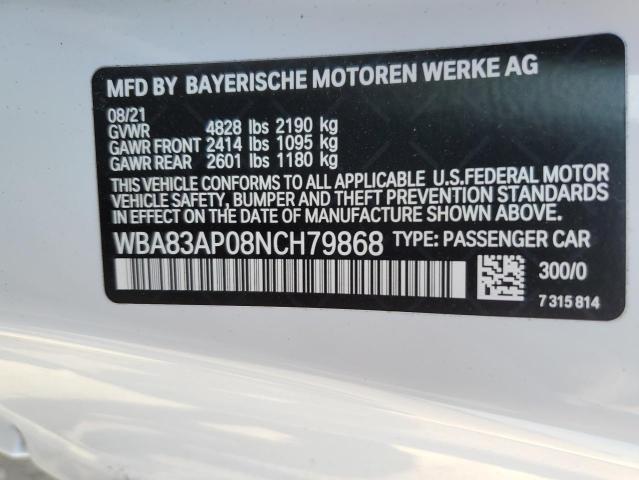 MFD BY BAYERISCHE MOTOREN WERKE AG
08/21
GVWR 4828 lbs 2190 kg
GAWR FRONT 2414 lbs 1095 kg
GAWR REAR 2601 lbs 1180 kg
THIS VEHICLE CONFORMS TO ALL APPLICABLE U.S.FEDERAL MOTOR
VEHICLE SAFETY, BUMPER AND THEFT PREVENTION STANDARDS
IN EFFECT ON THE DATE OF MANUFACTURE SHOWN ABOVE.
WBA83AP08NCH79868 TYPE: PASSENGER CAR
300/0
7 315 814